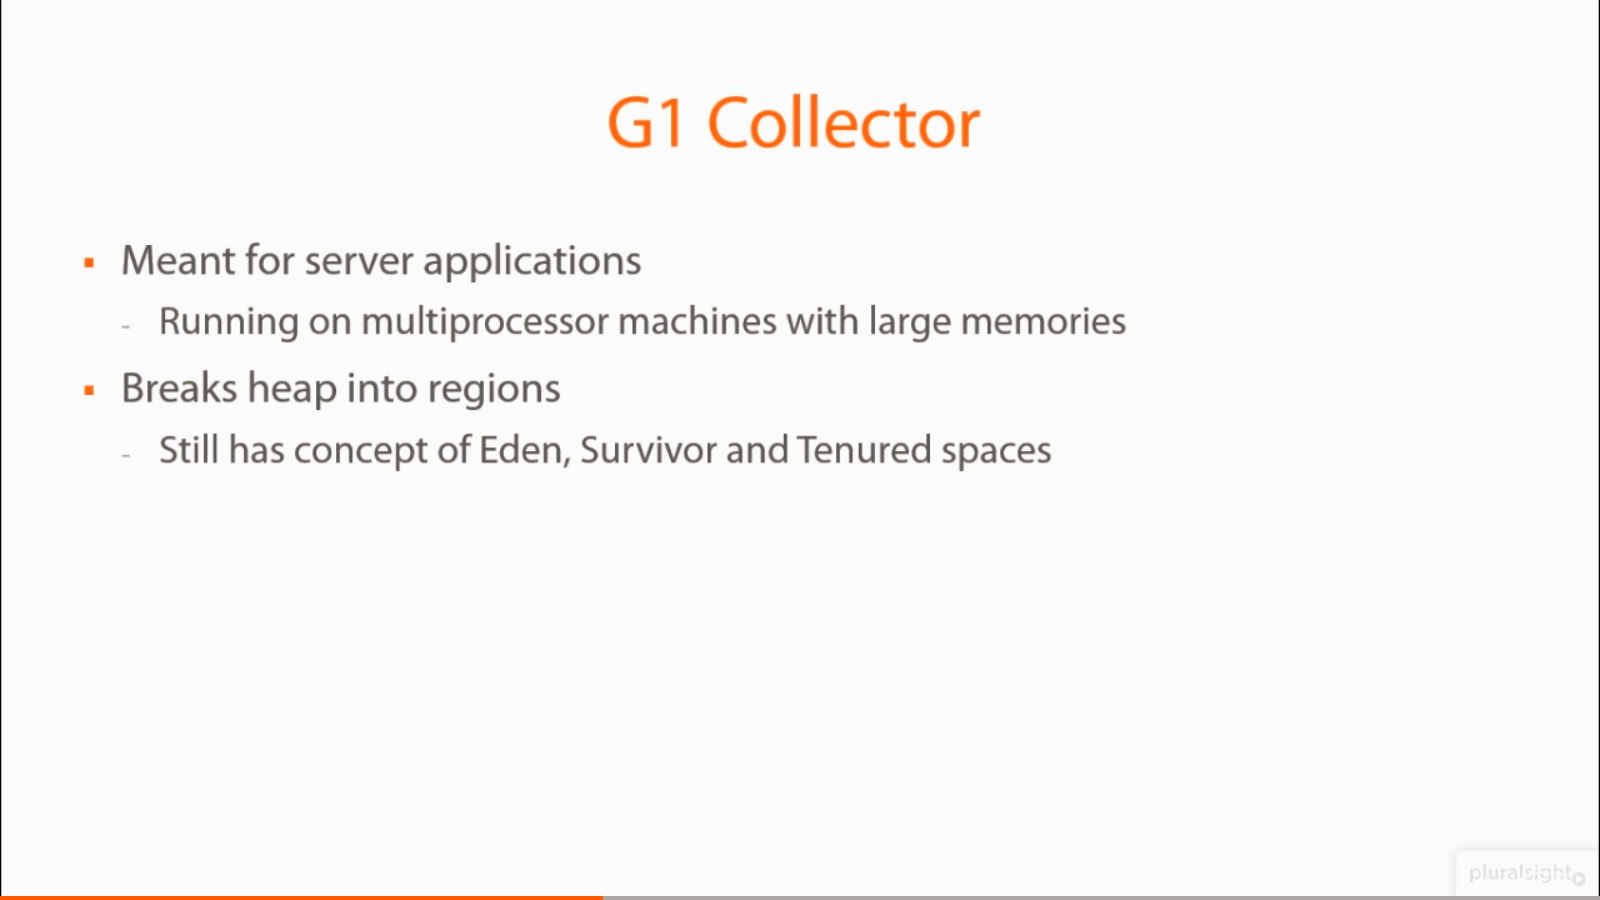 G1 Collector
▪ Meant for server applications
- Running on multiprocessor machines with large memories
▪ Breaks heap into regions
- Still has concept of Eden, Survivor and Tenured spaces
pluralsight